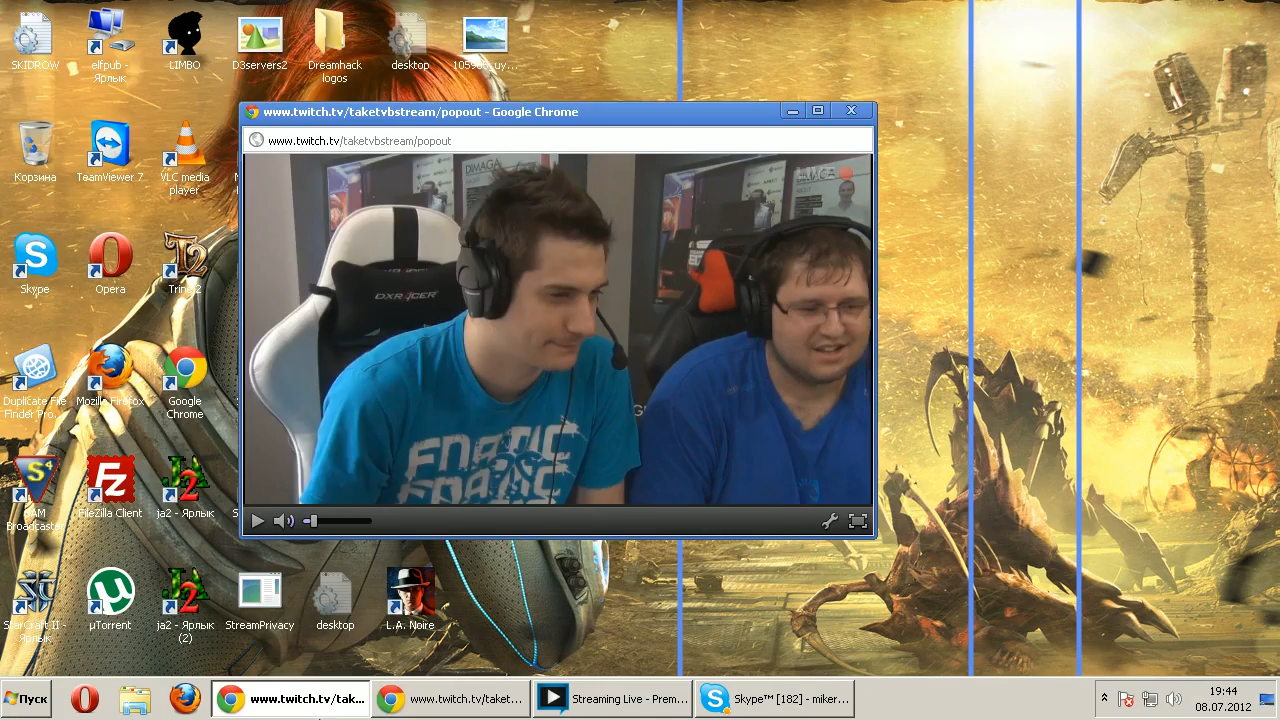 SKIDROW
elfpub -
Ярлык
LIMBO
D3servers2
Dreamhack
logos
desktop
www.twitch.tv/taketvbstream/popout - Google Chrome
www.twitch.tv/taketvbstream/popout
Корзина
TeamViewer 7
VLC media
player
DIMAGA
DXRACER
Skype
Opera
Trine 2
Duplicate File
Finder Pro...
Mozilla Firefox
Google
Chrome
FNATIC
FNATIC
SAM
Broadcaster
FileZilla Client
ja2 - Ярлык
StarCraft II -
Ярлык
µTorrent
ja2 - Ярлык
(2)
StreamPrivacy
desktop
L.A. Noire
Пуск
www.twitch.tv/tak...
www.twitch.tv/taket...
Streaming Live - Prem...
Skype™ [182] - mike...
19:44
08.07.2012